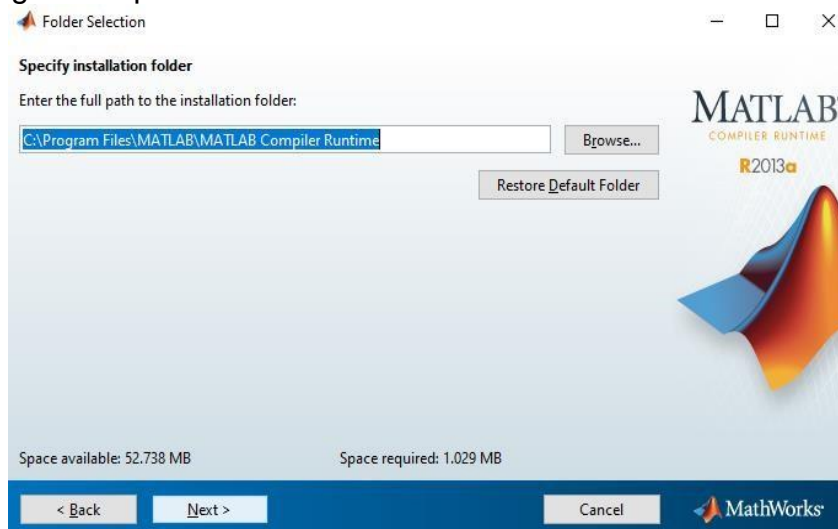 Folder Selection
Specify installation folder
Enter the full path to the installation folder:
C:\Program Files\MATLAB\MATLAB Compiler Runtime
Browse...
Restore Default Folder
MATLAB
COMPILER RUNTIME
R2013a
Space available: 52.738 MB
Space required: 1.029 MB
< Back
Next >
Cancel
MathWorks